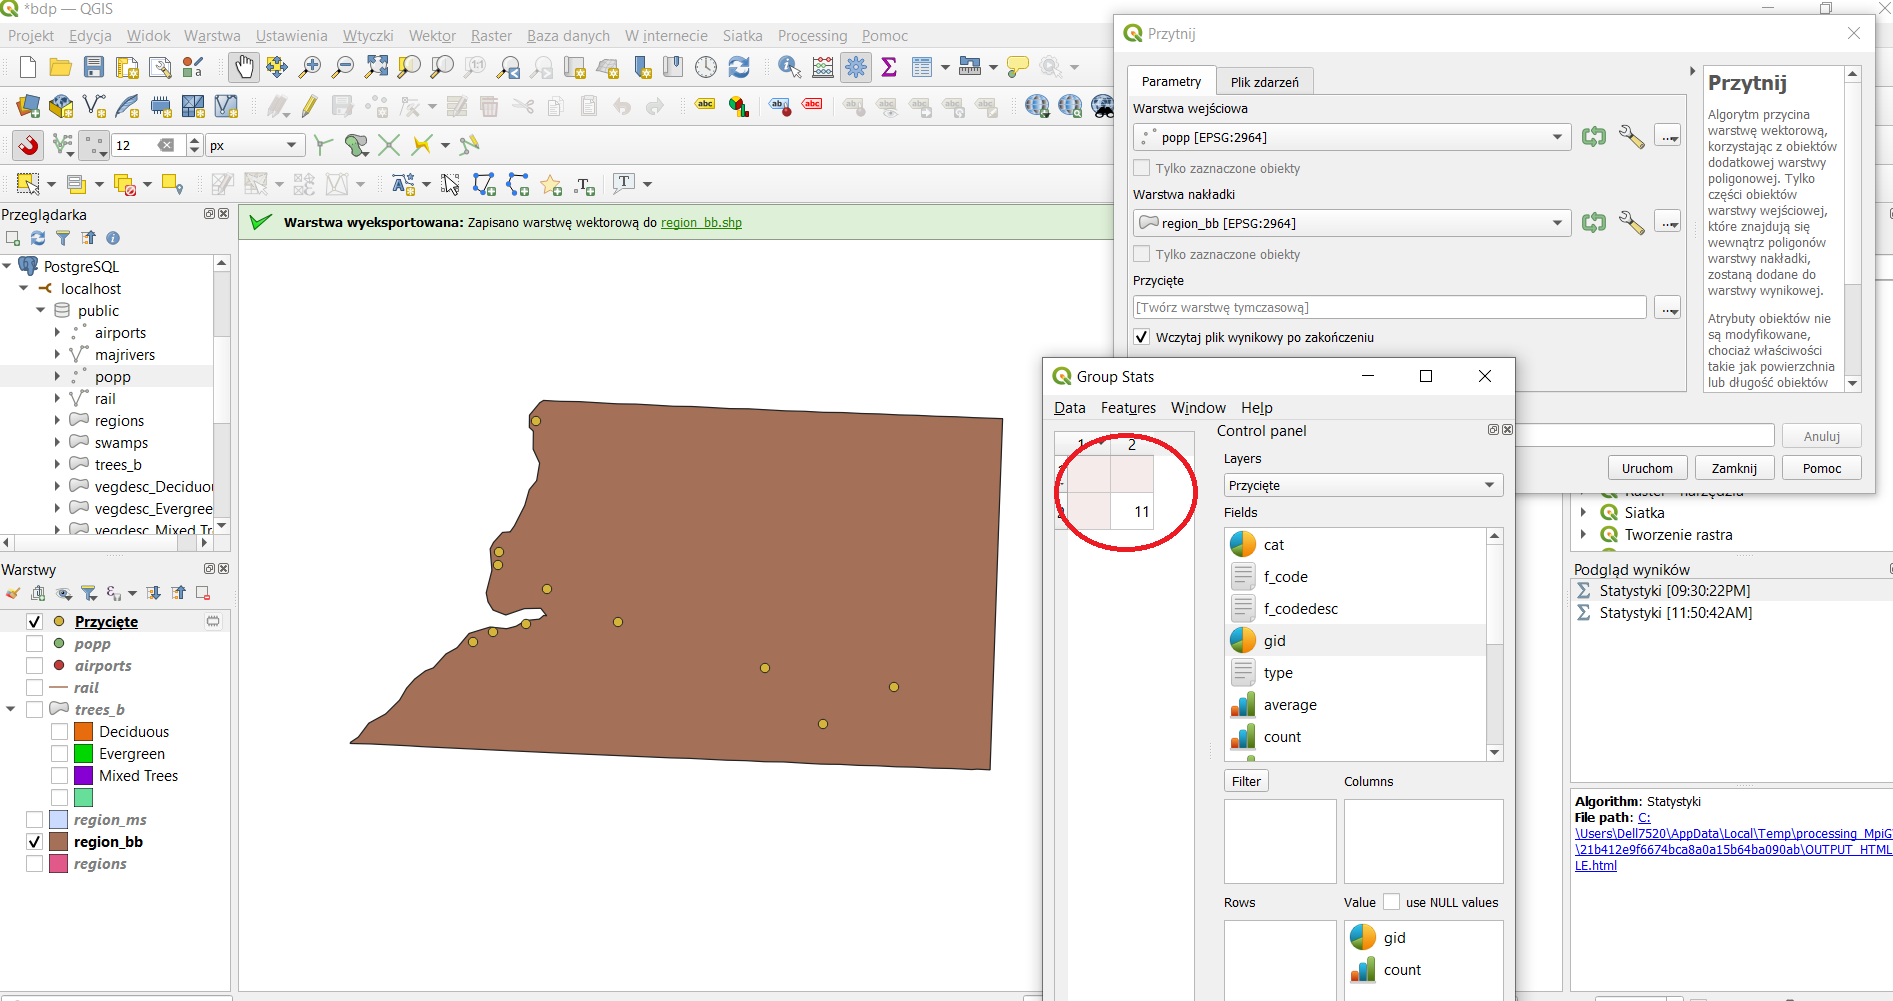 *bdp — QGIS
Projekt Edycja Widok Warstwa Ustawienia Wtyczki Wektor Raster Baza danych W internecie Siatka Processing Pomoc
12 px
Przeglądarka
PostgreSQL
localhost
public
airports
majrivers
popp
rail
regions
swamps
trees_b
vegdesc_Deciduou
vegdesc_Evergree
vegdesc_Mixed Tr
Warstwy
Przycięte
popp
airports
rail
trees_b
Deciduous
Evergreen
Mixed Trees
region_ms
region_bb
regions
Warstwa wyeksportowana: Zapisano warstwę wektorową do region_bb.shp
Przytnij
Parametry Plik zdarzeń
Warstwa wejściowa
popp [EPSG:2964]
Tylko zaznaczone obiekty
Warstwa nakładki
region_bb [EPSG:2964]
Tylko zaznaczone obiekty
Przycięte
[Twórz warstwę tymczasową]
Wczytaj plik wynikowy po zakończeniu
Przytnij
Algorytm przycina
warstwę wektorową,
korzystając z obiektów
dodatkowej warstwy
poligonowej. Tylko
części obiektów
warstwy wejściowej,
które znajdują się
wewnątrz poligonów
warstwy nakładki,
zostaną dodane do
warstwy wynikowej.
Atrybuty obiektów nie
są modyfikowane,
chociaż właściwości
takie jak powierzchnia
lub długość obiektów
Anuluj
Uruchom Zamknij Pomoc
Group Stats
Data Features Window Help
1 2
1
2 11
Control panel
Layers
Przycięte
Fields
cat
f_code
f_codedesc
gid
type
average
count
Filter Columns
Rows Value use NULL values
gid
count
Raster - narzędzia
Siatka
Tworzenie rastra
Podgląd wyników
Statystyki [09:30:22PM]
Statystyki [11:50:42AM]
Algorithm: Statystyki
File path: C:
\Users\Dell7520\AppData\Local\Temp\processing_MpiG
\21b412e9f6674bca8a0a15b64ba090ab\OUTPUT_HTML
LE.html